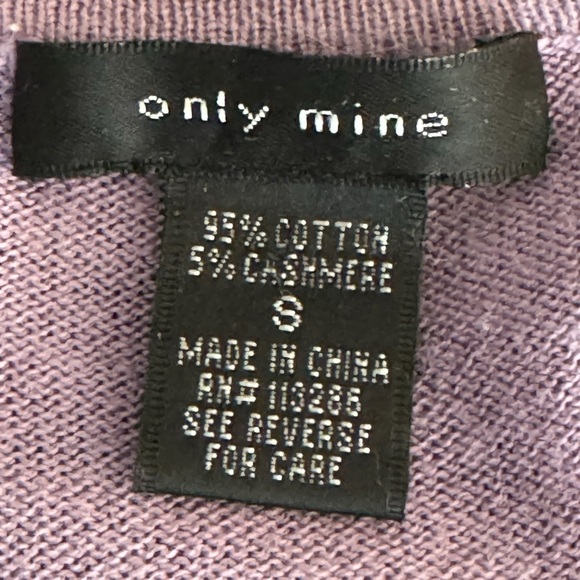 only mine
95% COTTON
5% CASHMERE
S
MADE IN CHINA
RN# 113286
SEE REVERSE
FOR CARE